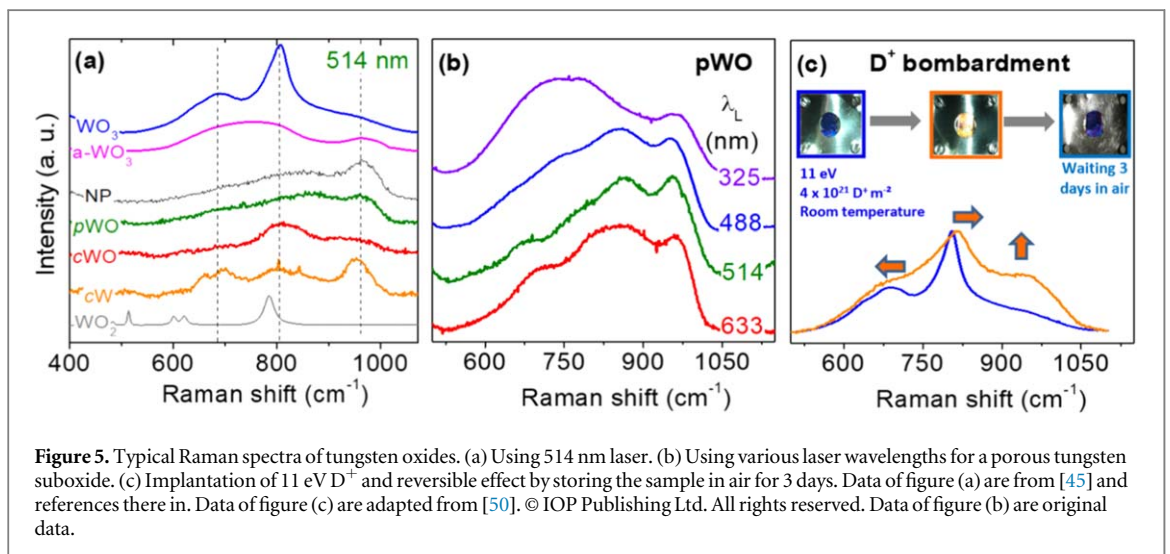 (a)
514 nm
WO₃
a-WO₃
NP
pWO
cWO
cW
WO₂
Intensity (a. u.)
400 600 800 1000
Raman shift (cm⁻¹)
(b)
pWO
λL
(nm)
325
488
514
633
600 750 900 1050
Raman shift (cm⁻¹)
(c) D⁺ bombardment
11 eV
4 x 10²¹ D⁺ m⁻²
Room temperature
Waiting 3
days in air
600 750 900 1050
Raman shift (cm⁻¹)
Figure 5. Typical Raman spectra of tungsten oxides. (a) Using 514 nm laser. (b) Using various laser wavelengths for a porous tungsten
suboxide. (c) Implantation of 11 eV D⁺ and reversible effect by storing the sample in air for 3 days. Data of figure (a) are from [45] and
references there in. Data of figure (c) are adapted from [50]. © IOP Publishing Ltd. All rights reserved. Data of figure (b) are original
data.